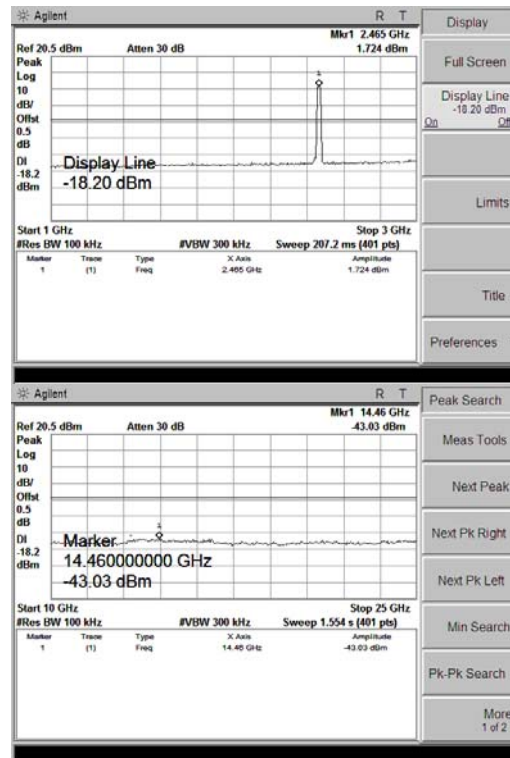 Agilent R T
Mkr1 2.465 GHz
Ref 20.5 dBm Atten 30 dB 1.724 dBm
Peak
Log
10
dB/
Offst
0.5
dB
DI
-18.2
dBm
1
Display Line
-18.20 dBm
Start 1 GHz Stop 3 GHz
#Res BW 100 kHz #VBW 300 kHz Sweep 207.2 ms (401 pts)
Marker Trace Type X Axis Amplitude
1 (1) Freq 2.465 GHz 1.724 dBm
Display
Full Screen
Display Line
-18.20 dBm
On Off
Limits
Title
Preferences
Agilent R T
Mkr1 14.46 GHz
Ref 20.5 dBm Atten 30 dB -43.03 dBm
Peak
Log
10
dB/
Offst
0.5
dB
DI
-18.2
dBm
1
Marker
14.460000000 GHz
-43.03 dBm
Start 10 GHz Stop 25 GHz
#Res BW 100 kHz #VBW 300 kHz Sweep 1.554 s (401 pts)
Marker Trace Type X Axis Amplitude
1 (1) Freq 14.46 GHz -43.03 dBm
Peak Search
Meas Tools
Next Peak
Next Pk Right
Next Pk Left
Min Search
Pk-Pk Search
More
1 of 2